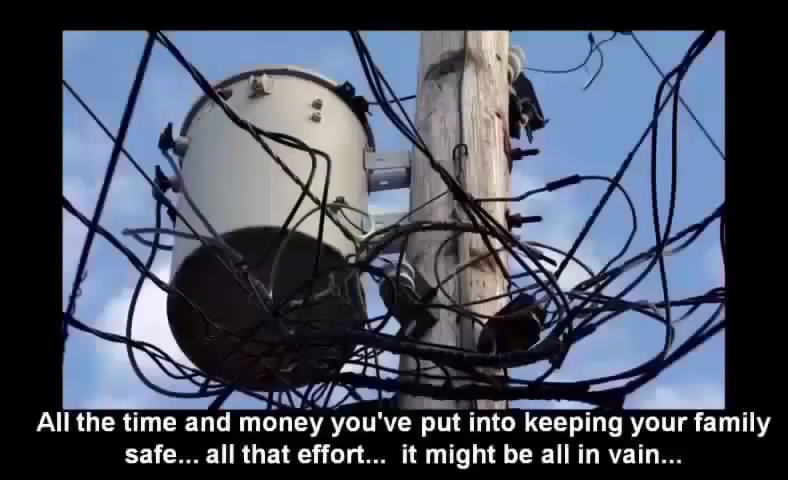 All the time and money you've put into keeping your family
safe... all that effort...  it might be all in vain...